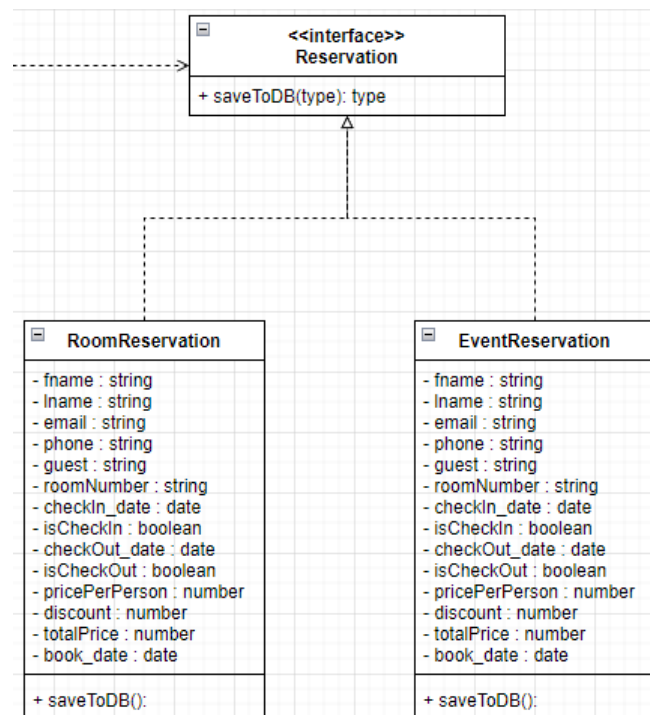 <<interface>>
Reservation
+ saveToDB(type): type
RoomReservation
- fname : string
- lname : string
- email : string
- phone : string
- guest : string
- roomNumber : string
- checkIn_date : date
- isCheckIn : boolean
- checkOut_date : date
- isCheckOut : boolean
- pricePerPerson : number
- discount : number
- totalPrice : number
- book_date : date
+ saveToDB():
EventReservation
- fname : string
- lname : string
- email : string
- phone : string
- guest : string
- roomNumber : string
- checkIn_date : date
- isCheckIn : boolean
- checkOut_date : date
- isCheckOut : boolean
- pricePerPerson : number
- discount : number
- totalPrice : number
- book_date : date
+ saveToDB():